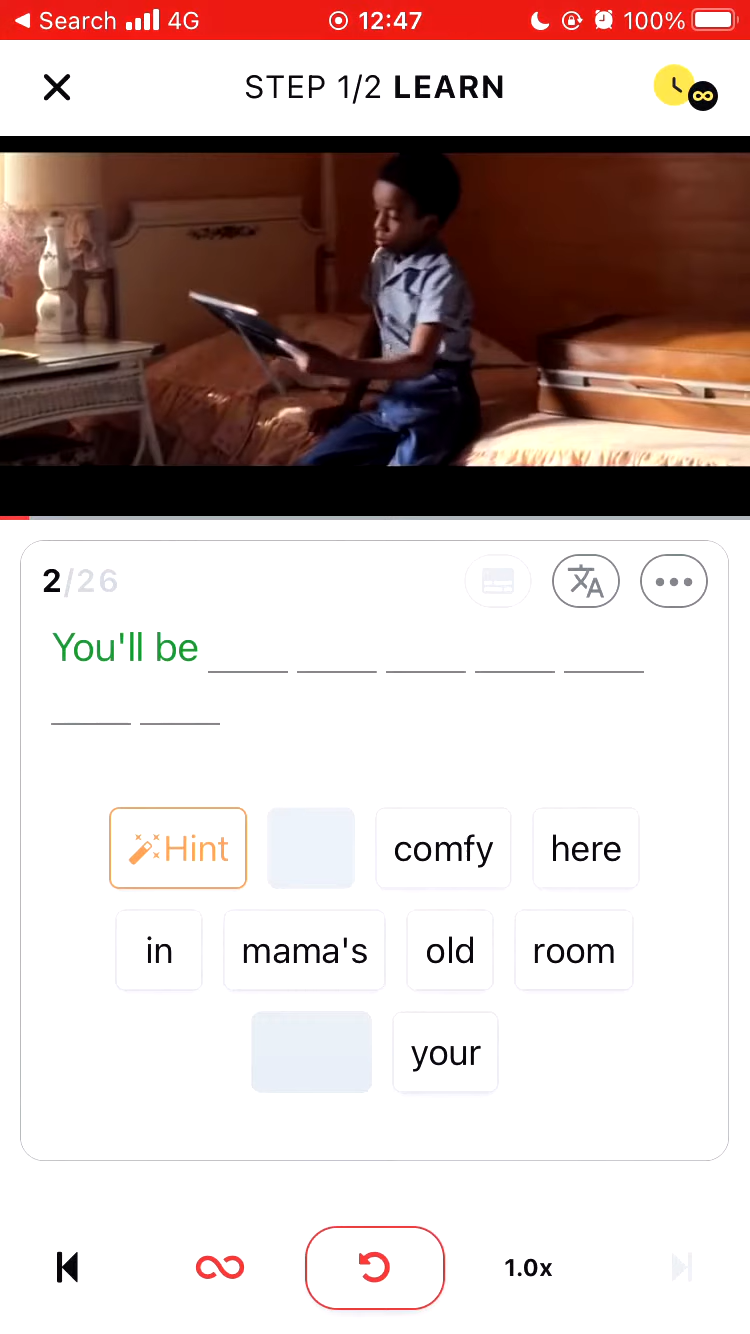 Search 4G 12:47 100%
STEP 1/2 LEARN
2/26
You'll be
Hint comfy here
in mama's old room
your
1.0x